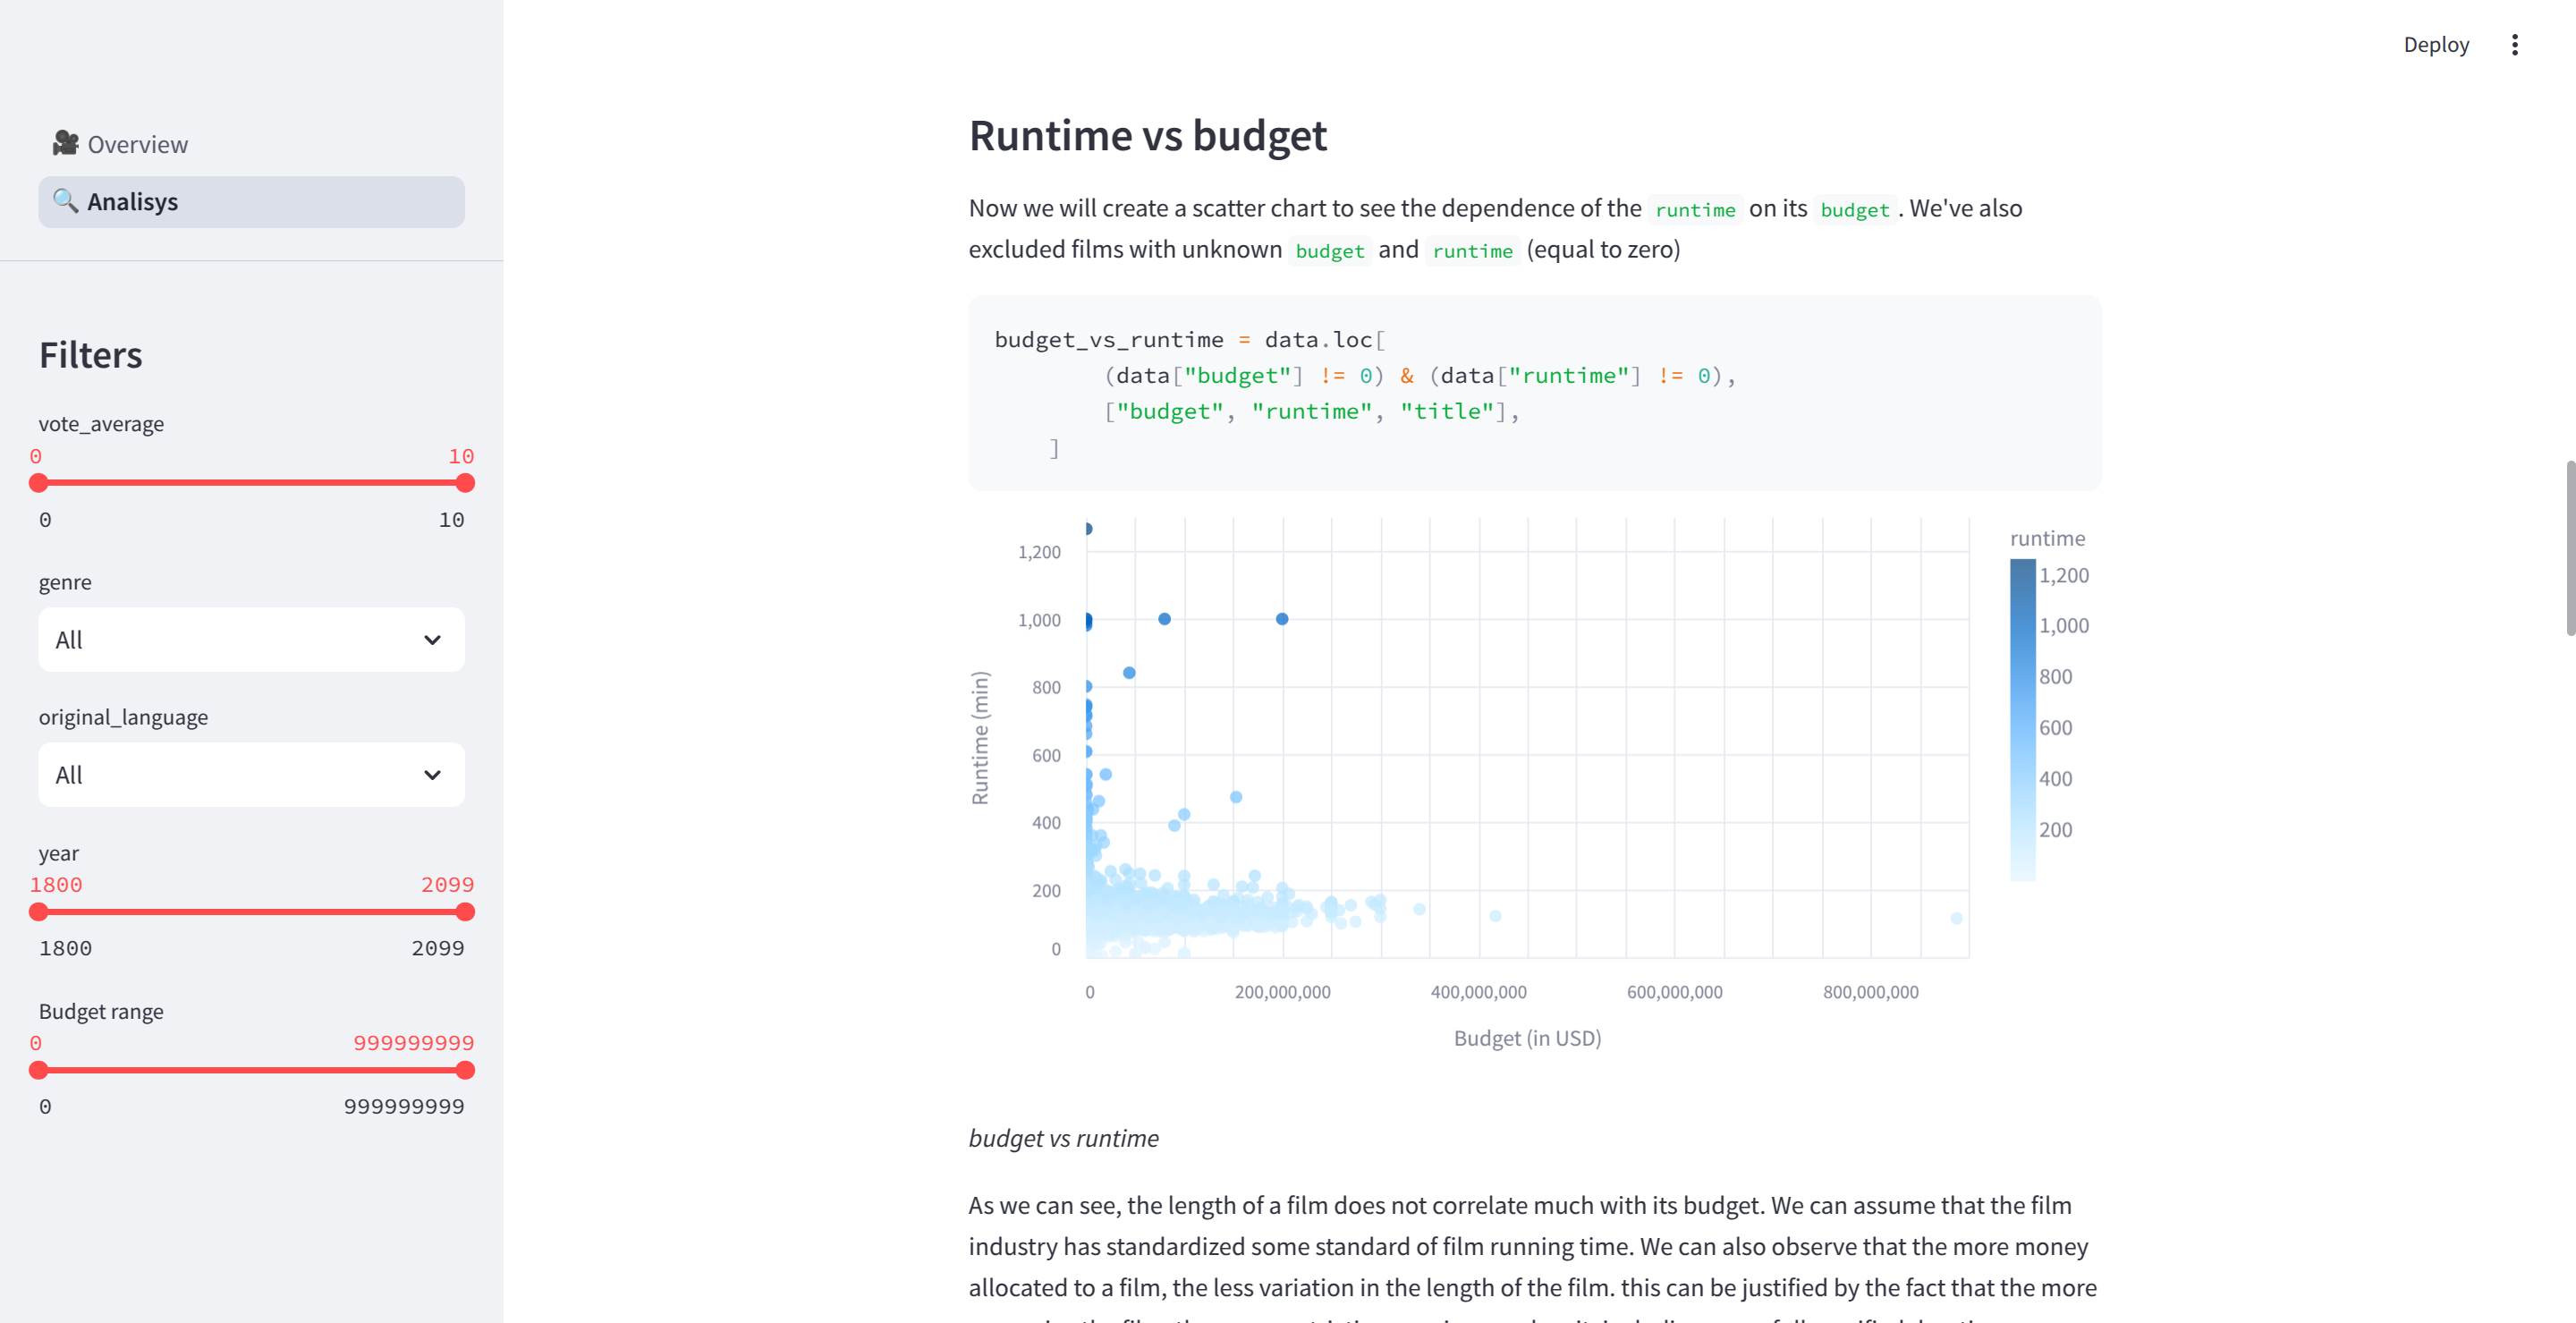 Deploy
🎥 Overview
🔍 Analisys
Filters
vote_average
0 10
0 10
genre
All
original_language
All
year
1800 2099
1800 2099
Budget range
0 999999999
0 999999999
Runtime vs budget
Now we will create a scatter chart to see the dependence of the runtime on its budget. We've also
excluded films with unknown budget and runtime (equal to zero)
budget_vs_runtime = data.loc[
(data["budget"] != 0) & (data["runtime"] != 0),
["budget", "runtime", "title"],
]
Runtime (min)
1,200
1,000
800
600
400
200
0
0 200,000,000 400,000,000 600,000,000 800,000,000
Budget (in USD)
runtime
1,200
1,000
800
600
400
200
budget vs runtime
As we can see, the length of a film does not correlate much with its budget. We can assume that the film
industry has standardized some standard of film running time. We can also observe that the more money
allocated to a film, the less variation in the length of the film. this can be justified by the fact that the more